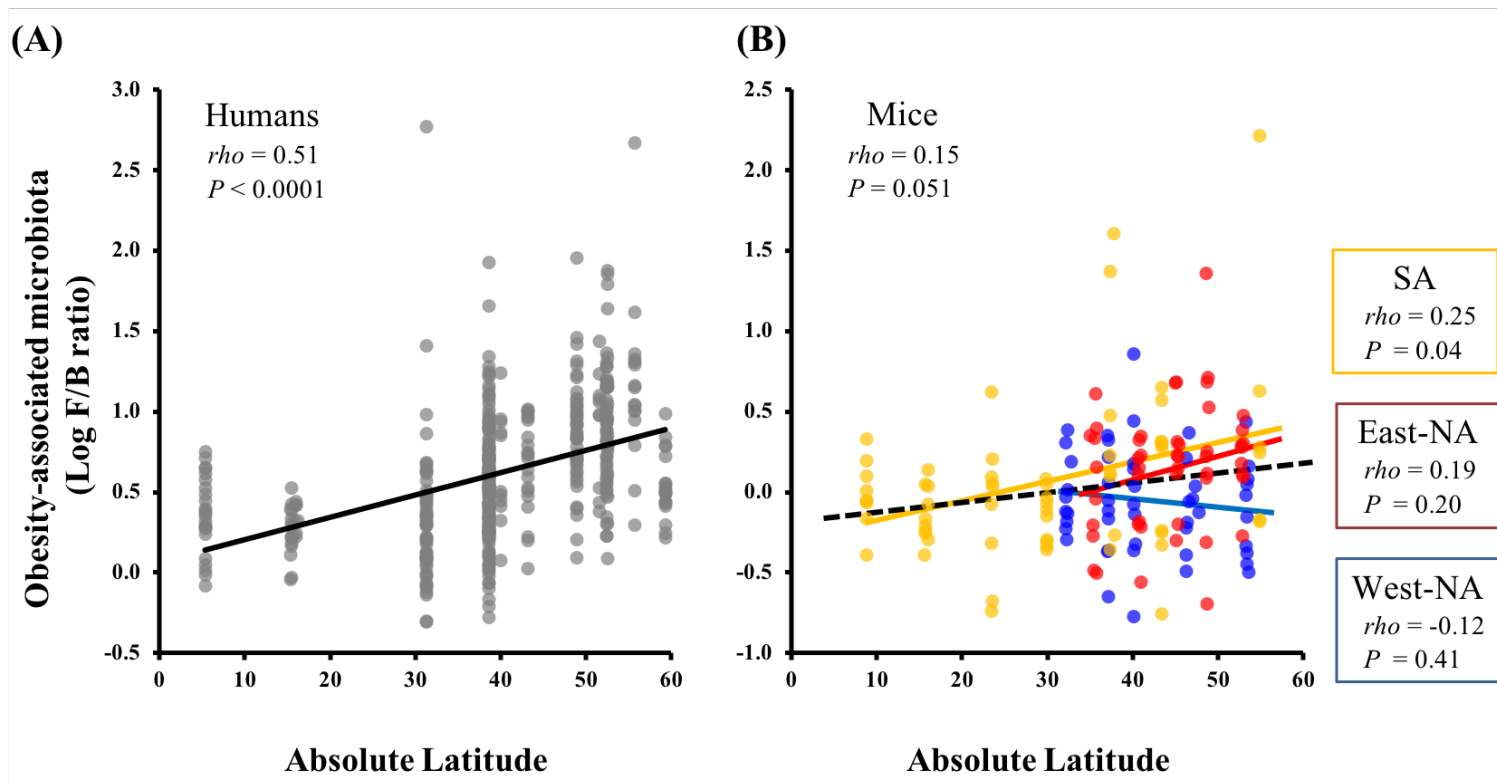 (A)
Obesity-associated microbiota
(Log F/B ratio)
3.0
2.5
2.0
1.5
1.0
0.5
0.0
-0.5
Humans
rho = 0.51
P < 0.0001
0 10 20 30 40 50 60
Absolute Latitude
(B)
2.5
2.0
1.5
1.0
0.5
0.0
-0.5
-1.0
Mice
rho = 0.15
P = 0.051
0 10 20 30 40 50 60
Absolute Latitude
SA
rho = 0.25
P = 0.04
East-NA
rho = 0.19
P = 0.20
West-NA
rho = -0.12
P = 0.41